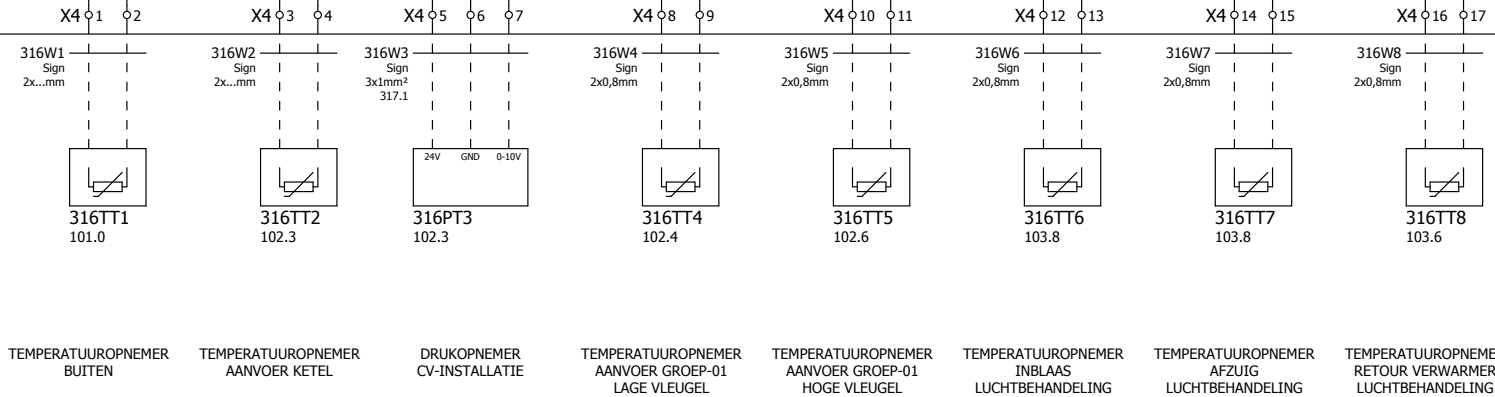 X4 1 2 X4 3 4 X4 5 6 7 X4 8 9 X4 10 11 X4 12 13 X4 14 15 X4 16 17
316W1 316W2 316W3 316W4 316W5 316W6 316W7 316W8
Sign Sign Sign Sign Sign Sign Sign Sign
2x...mm 2x...mm 3x1mm² 2x0,8mm 2x0,8mm 2x0,8mm 2x0,8mm 2x0,8mm
317.1
24V GND 0-10V
316TT1 316TT2 316PT3 316TT4 316TT5 316TT6 316TT7 316TT8
101.0 102.3 102.3 102.4 102.6 103.8 103.8 103.6
TEMPERATUUROPNEMER TEMPERATUUROPNEMER DRUKOPNEMER TEMPERATUUROPNEMER TEMPERATUUROPNEMER TEMPERATUUROPNEMER TEMPERATUUROPNEMER TEMPERATUUROPNEME
BUITEN AANVOER KETEL CV-INSTALLATIE AANVOER GROEP-01 AANVOER GROEP-01 INBLAAS AFZUIG RETOUR VERWARMER
LAGE VLEUGEL HOGE VLEUGEL LUCHTBEHANDELING LUCHTBEHANDELING LUCHTBEHANDELING